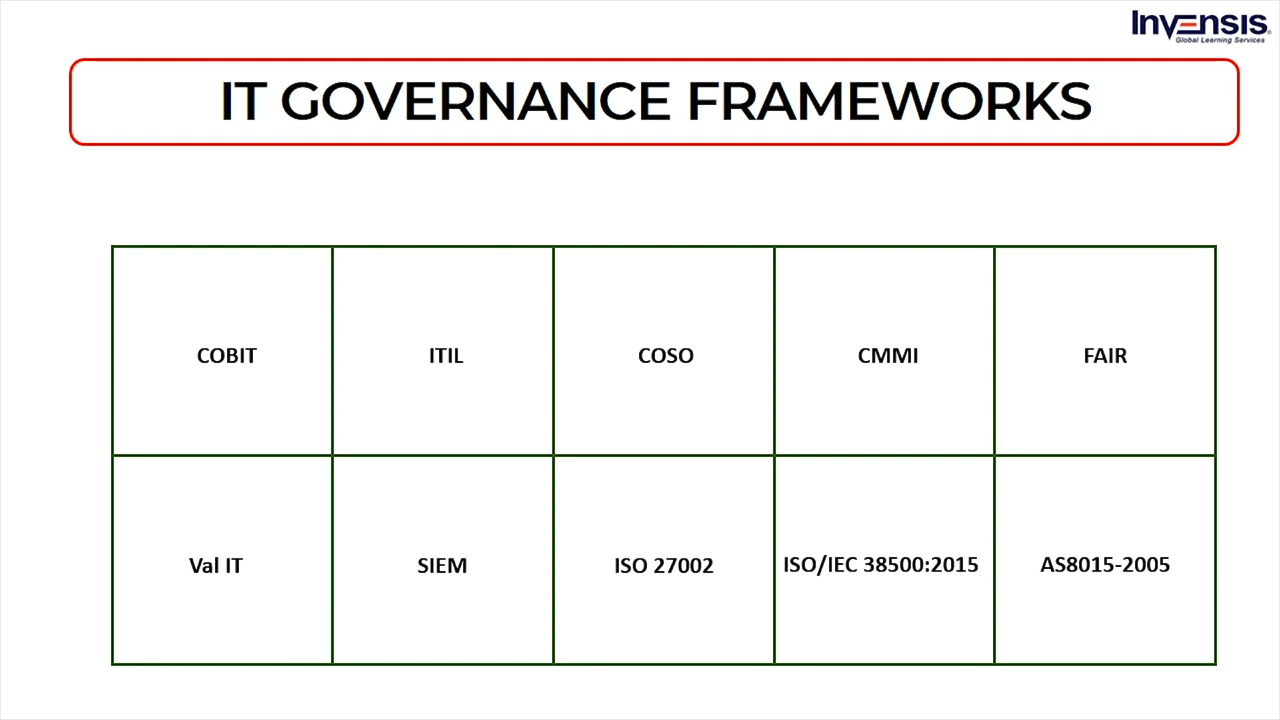 Invensis
Global Learning Services
IT GOVERNANCE FRAMEWORKS
COBIT
ITIL
COSO
CMMI
FAIR
Val IT
SIEM
ISO 27002
ISO/IEC 38500:2015
AS8015-2005